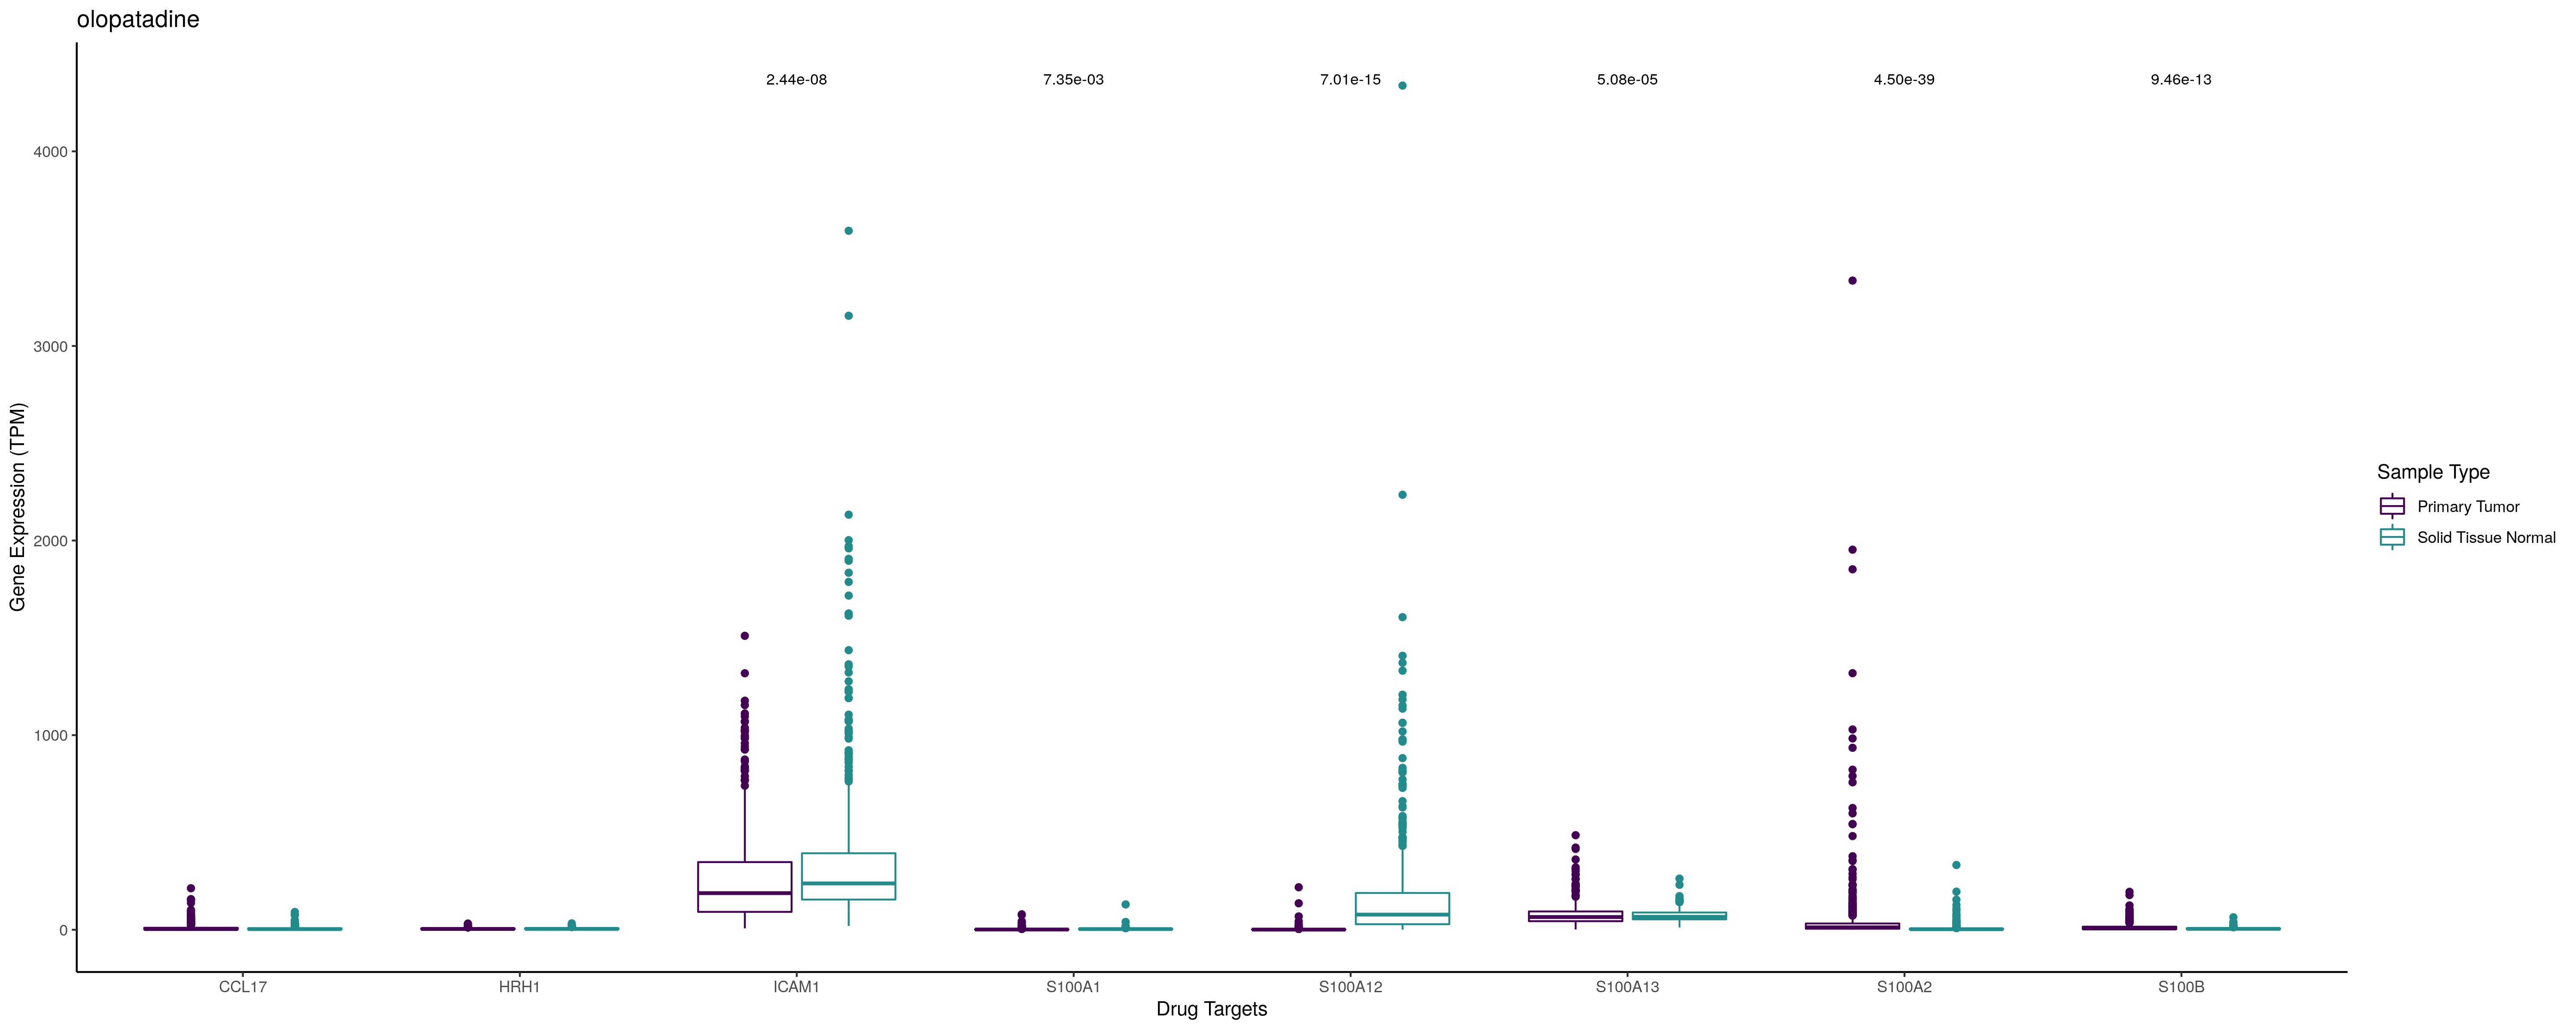 olopatadine
2.44e-08 7.35e-03 7.01e-15 5.08e-05 4.50e-39 9.46e-13
4000
3000
2000
1000
0
Gene Expression (TPM)
CCL17 HRH1 ICAM1 S100A1 S100A12 S100A13 S100A2 S100B
Drug Targets
Sample Type
Primary Tumor
Solid Tissue Normal